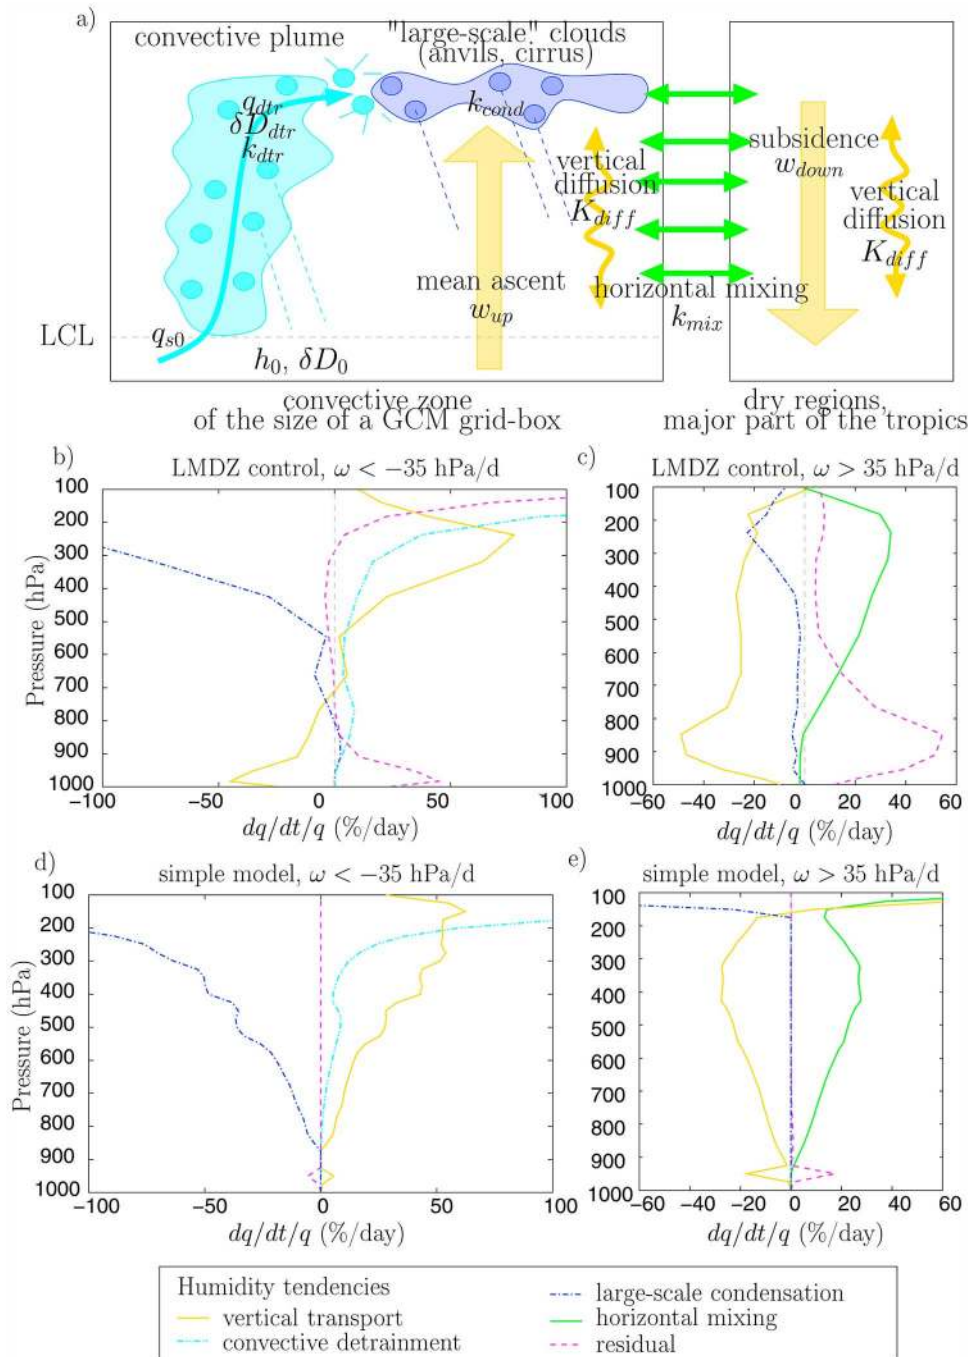 a)
convective plume
"large-scale" clouds
(anvils, cirrus)
q_dtr
δD_dtr
k_dtr
k_cond
vertical
diffusion
K_diff
subsidence
w_down
vertical
diffusion
K_diff
mean ascent
w_up
horizontal mixing
k_mix
LCL
q_s0
h_0, δD_0
convective zone
of the size of a GCM grid-box
dry regions,
major part of the tropics
b)
LMDZ control, ω < −35 hPa/d
100
200
300
400
500
600
700
800
900
1000
Pressure (hPa)
−100 −50 0 50 100
dq/dt/q (%/day)
c)
LMDZ control, ω > 35 hPa/d
100
200
300
400
500
600
700
800
900
1000
−60 −40 −20 0 20 40 60
dq/dt/q (%/day)
d)
simple model, ω < −35 hPa/d
100
200
300
400
500
600
700
800
900
1000
Pressure (hPa)
−100 −50 0 50 100
dq/dt/q (%/day)
e)
simple model, ω > 35 hPa/d
100
200
300
400
500
600
700
800
900
1000
−60 −40 −20 0 20 40 60
dq/dt/q (%/day)
Humidity tendencies
vertical transport
convective detrainment
large-scale condensation
horizontal mixing
residual